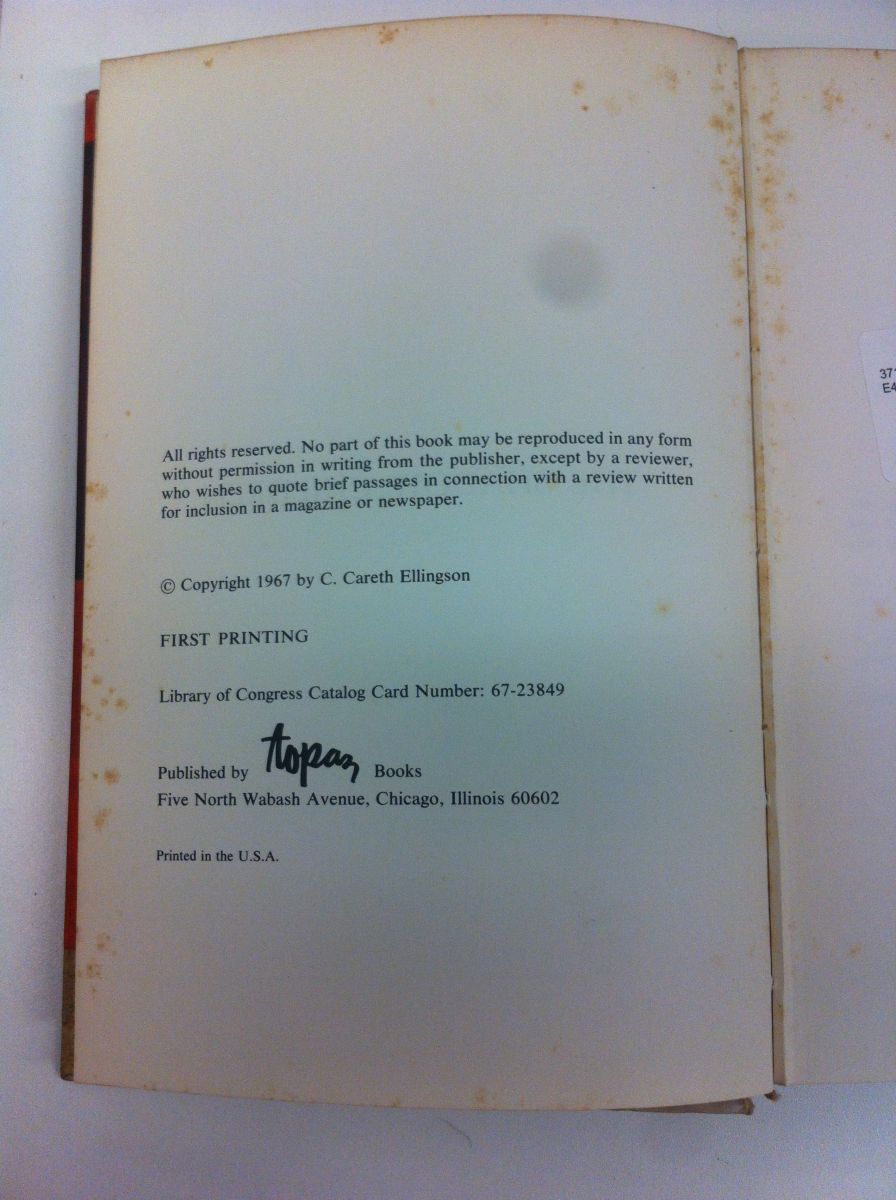 All rights reserved. No part of this book may be reproduced in any form
without permission in writing from the publisher, except by a reviewer,
who wishes to quote brief passages in connection with a review written
for inclusion in a magazine or newspaper.
© Copyright 1967 by C. Careth Ellingson
FIRST PRINTING
Library of Congress Catalog Card Number: 67-23849
Published by topaz Books
Five North Wabash Avenue, Chicago, Illinois 60602
Printed in the U.S.A.
371
E4